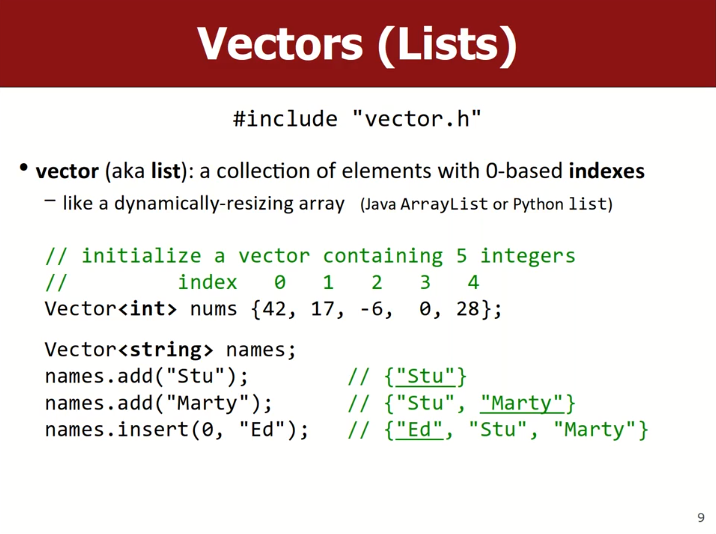 Vectors (Lists)
#include "vector.h"
• vector (aka list): a collection of elements with 0-based indexes
– like a dynamically-resizing array (Java ArrayList or Python list)
// initialize a vector containing 5 integers
//         index   0   1   2   3   4
Vector<int> nums {42, 17, -6,  0, 28};
Vector<string> names;
names.add("Stu");        // {"Stu"}
names.add("Marty");      // {"Stu", "Marty"}
names.insert(0, "Ed");   // {"Ed", "Stu", "Marty"}
9